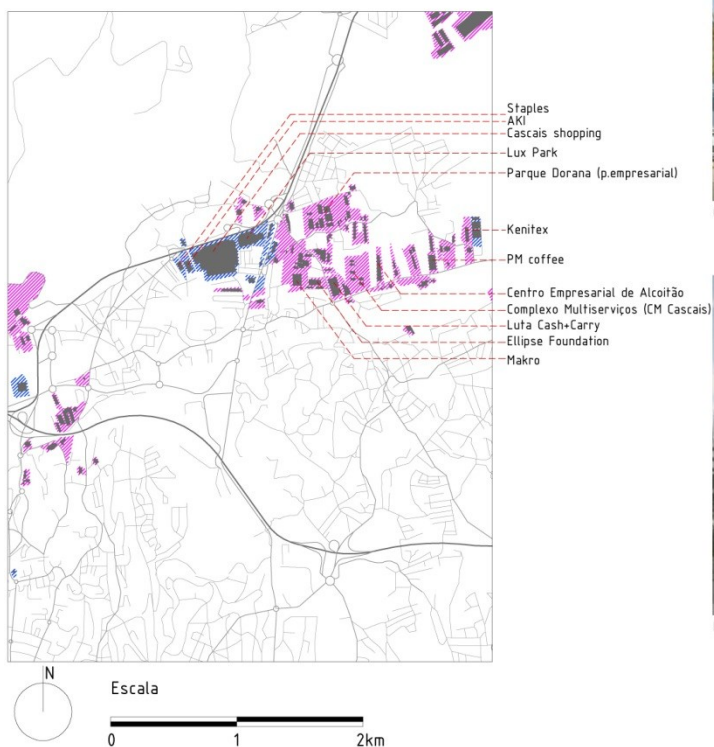 Staples
AKI
Cascais shopping
Lux Park
Parque Dorana (p.empresarial)
Kenitex
PM coffee
Centro Empresarial de Alcoitão
Complexo Multiserviços (CM Cascais)
Luta Cash+Carry
Ellipse Foundation
Makro
N
Escala
0 1 2km